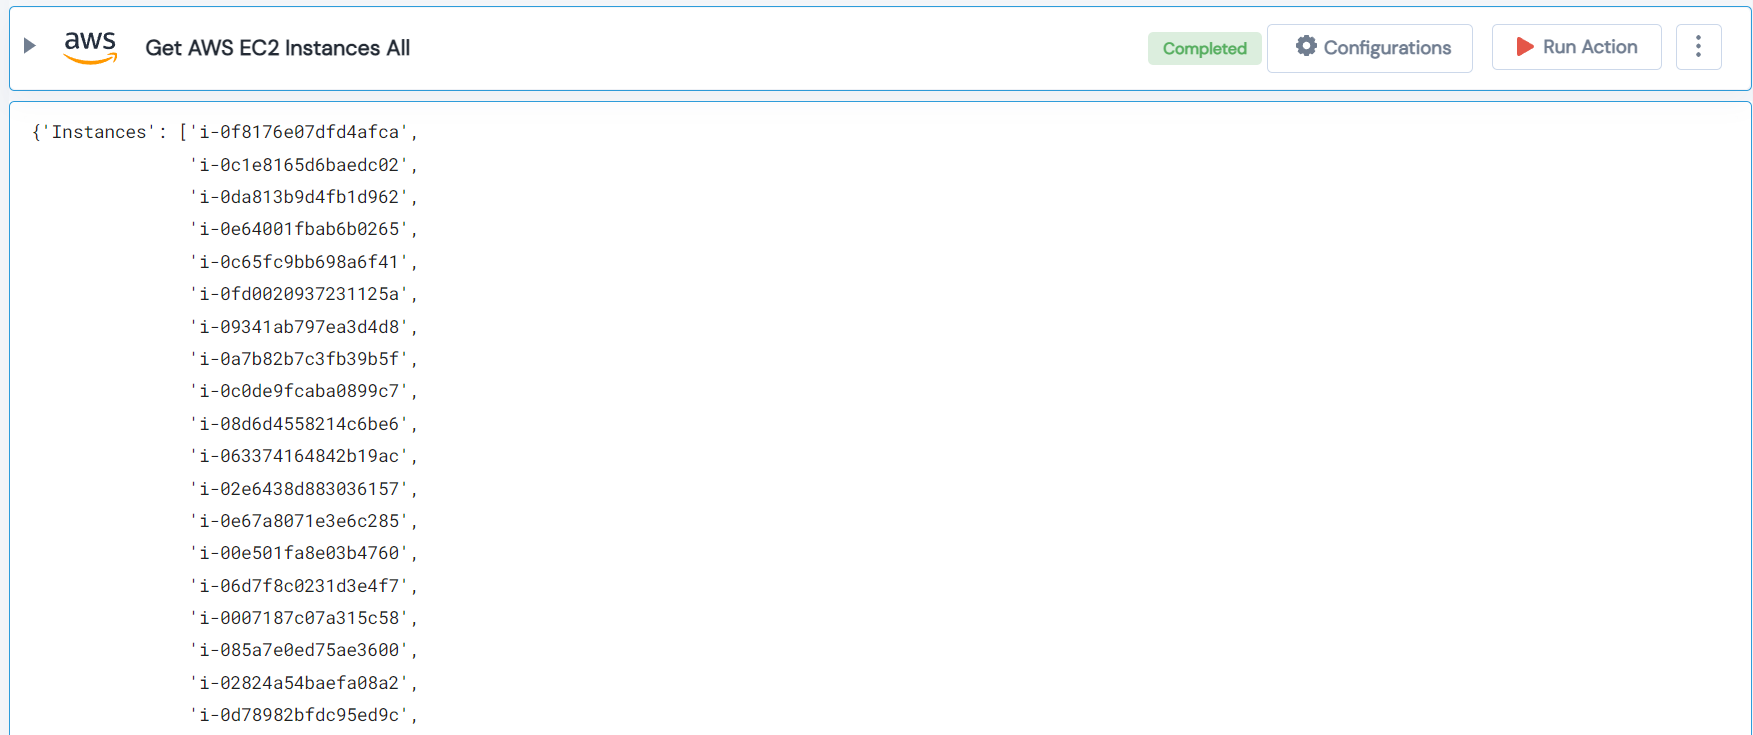 aws Get AWS EC2 Instances All Completed Configurations Run Action
{'Instances': ['i-0f8176e07dfd4afca',
'i-0c1e8165d6baedc02',
'i-0da813b9d4fb1d962',
'i-0e64001fbab6b0265',
'i-0c65fc9bb698a6f41',
'i-0fd0020937231125a',
'i-09341ab797ea3d4d8',
'i-0a7b82b7c3fb39b5f',
'i-0c0de9fcaba0899c7',
'i-08d6d4558214c6be6',
'i-063374164842b19ac',
'i-02e6438d883036157',
'i-0e67a8071e3e6c285',
'i-00e501fa8e03b4760',
'i-06d7f8c0231d3e4f7',
'i-0007187c07a315c58',
'i-085a7e0ed75ae3600',
'i-02824a54baefa08a2',
'i-0d78982bfdc95ed9c',